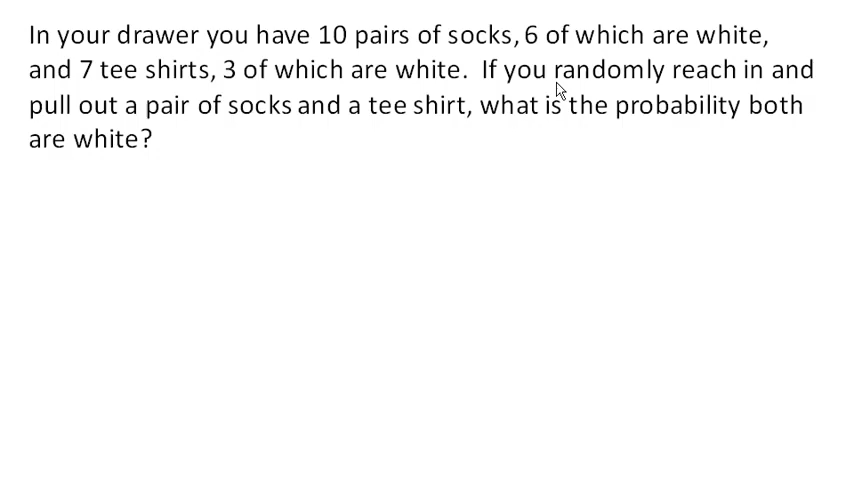 In your drawer you have 10 pairs of socks, 6 of which are white,
and 7 tee shirts, 3 of which are white.  If you randomly reach in and
pull out a pair of socks and a tee shirt, what is the probability both
are white?